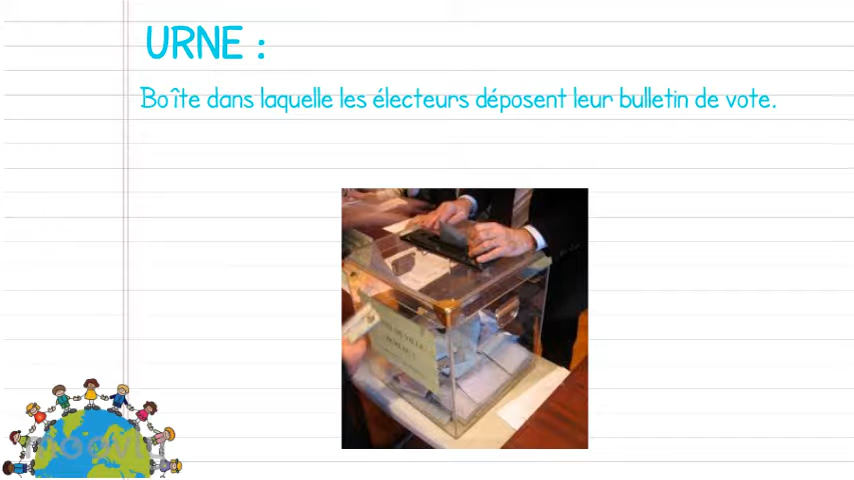 URNE :
Boîte dans laquelle les électeurs déposent leur bulletin de vote.